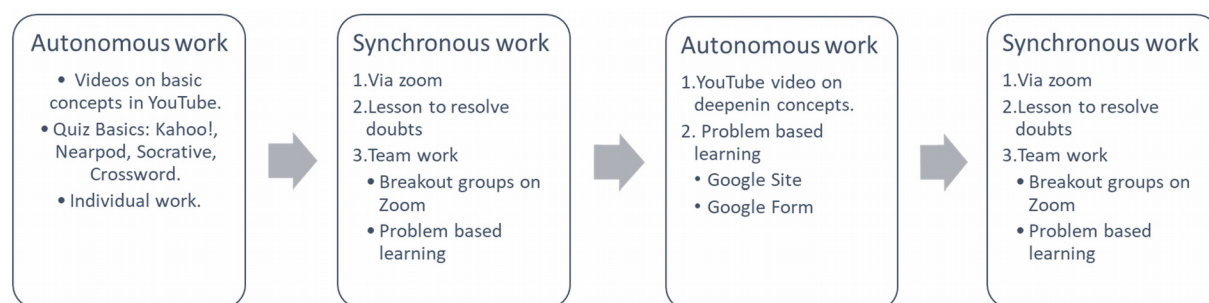 Autonomous work
• Videos on basic
concepts in YouTube.
• Quiz Basics: Kahoo!,
Nearpod, Socrative,
Crossword.
• Individual work.
Synchronous work
1.Via zoom
2.Lesson to resolve
doubts
3.Team work
• Breakout groups on
Zoom
• Problem based
learning
Autonomous work
1.YouTube video on
deepenin concepts.
2. Problem based
learning
• Google Site
• Google Form
Synchronous work
1.Via zoom
2.Lesson to resolve
doubts
3.Team work
• Breakout groups on
Zoom
• Problem based
learning